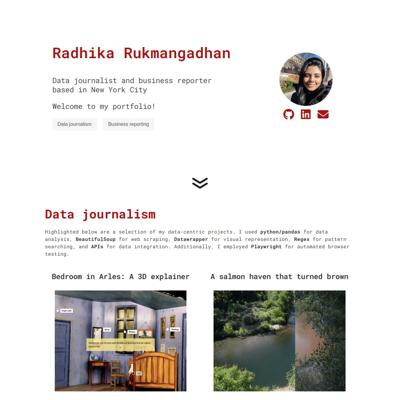 Radhika Rukmangadhan
Data journalist and business reporter
based in New York City
Welcome to my portfolio!
Data journalism
Business reporting
Data journalism
Highlighted below are a selection of my data-centric projects. I used python/pandas for data
analysis, BeautifulSoup for web scraping, Datawrapper for visual representation, Regex for pattern
searching, and APIs for data integration. Additionally, I employed Playwright for automated browser
testing.
Bedroom in Arles: A 3D explainer
A salmon haven that turned brown